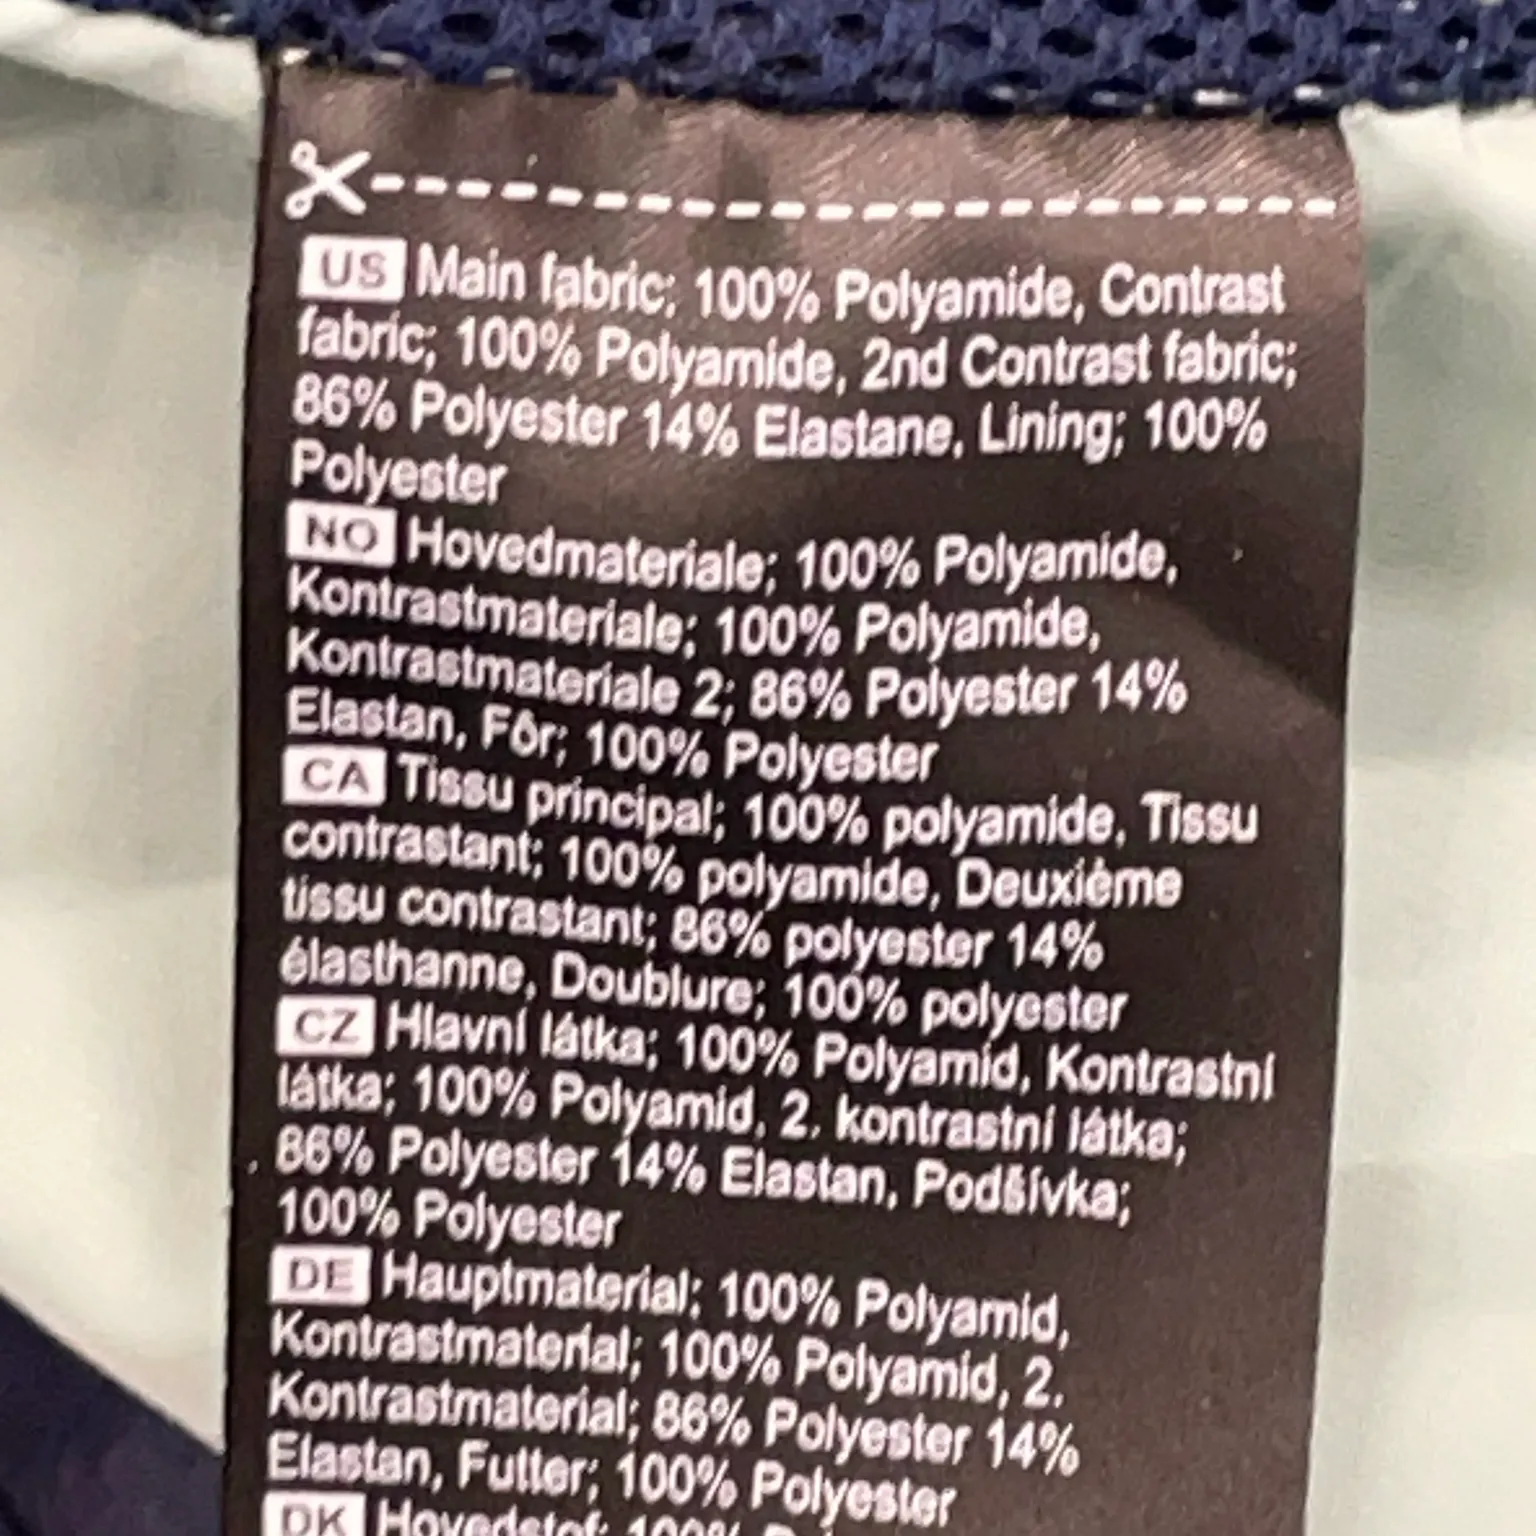 US Main fabric; 100% Polyamide, Contrast
fabric; 100% Polyamide, 2nd Contrast fabric;
86% Polyester 14% Elastane, Lining; 100%
Polyester
NO Hovedmateriale; 100% Polyamide,
Kontrastmateriale; 100% Polyamide,
Kontrastmateriale 2; 86% Polyester 14%
Elastan, Fôr; 100% Polyester
CA Tissu principal; 100% polyamide, Tissu
contrastant; 100% polyamide, Deuxième
tissu contrastant; 86% polyester 14%
élasthanne, Doublure; 100% polyester
CZ Hlavní látka; 100% Polyamid, Kontrastní
látka; 100% Polyamid, 2. kontrastní látka;
86% Polyester 14% Elastan, Podšívka;
100% Polyester
DE Hauptmaterial; 100% Polyamid,
Kontrastmaterial; 100% Polyamid, 2.
Kontrastmaterial; 86% Polyester 14%
Elastan, Futter; 100% Polyester
DK Hovedstof; 100%